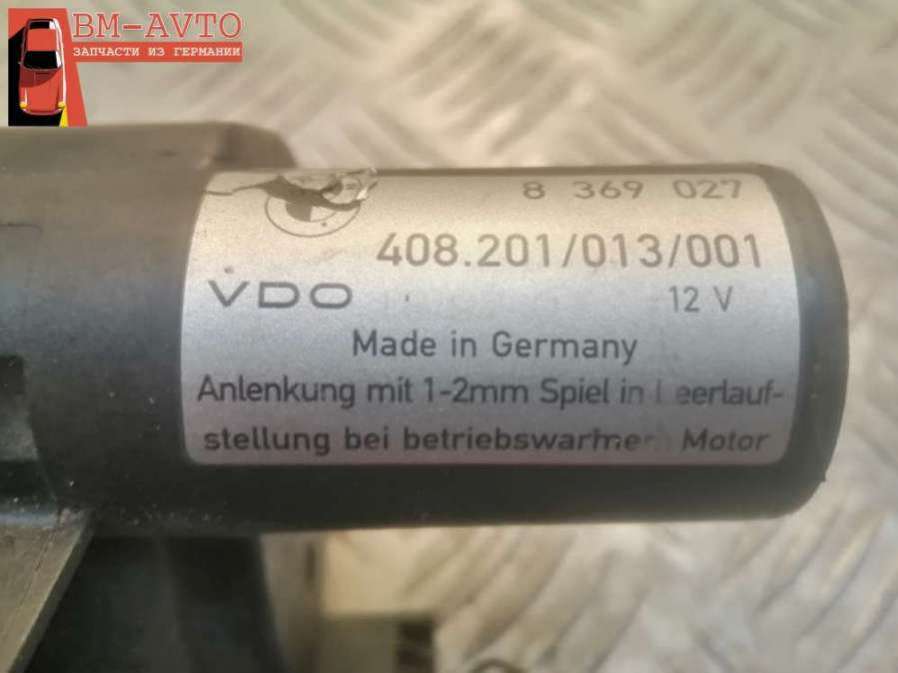 BM-AVTO
ЗАПЧАСТИ ИЗ ГЕРМАНИИ
8 369 027
408.201/013/001
VDO 12 V
Made in Germany
Anlenkung mit 1-2mm Spiel in Leerlauf-
stellung bei betriebswarmen Motor